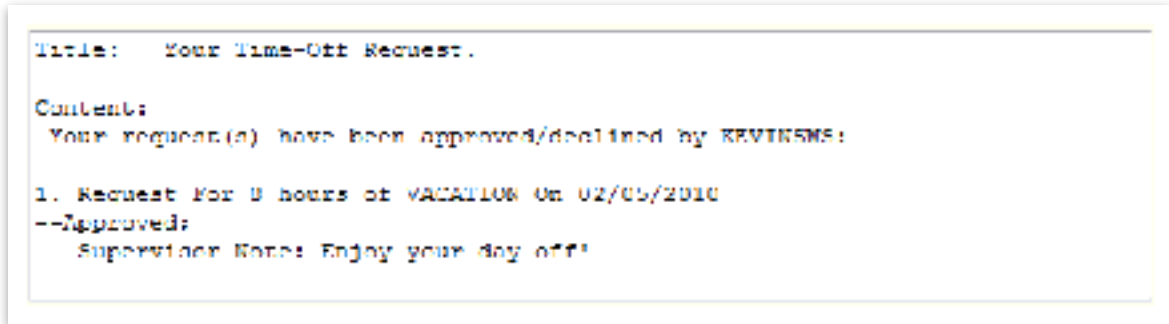 Title:   Your Time-Off Request.
Content:
Your request(s) have been approved/declined by KEVINSMS:
1. Request For 8 hours of VACATION On 02/05/2010
--Approved;
Supervisor Note: Enjoy your day off!